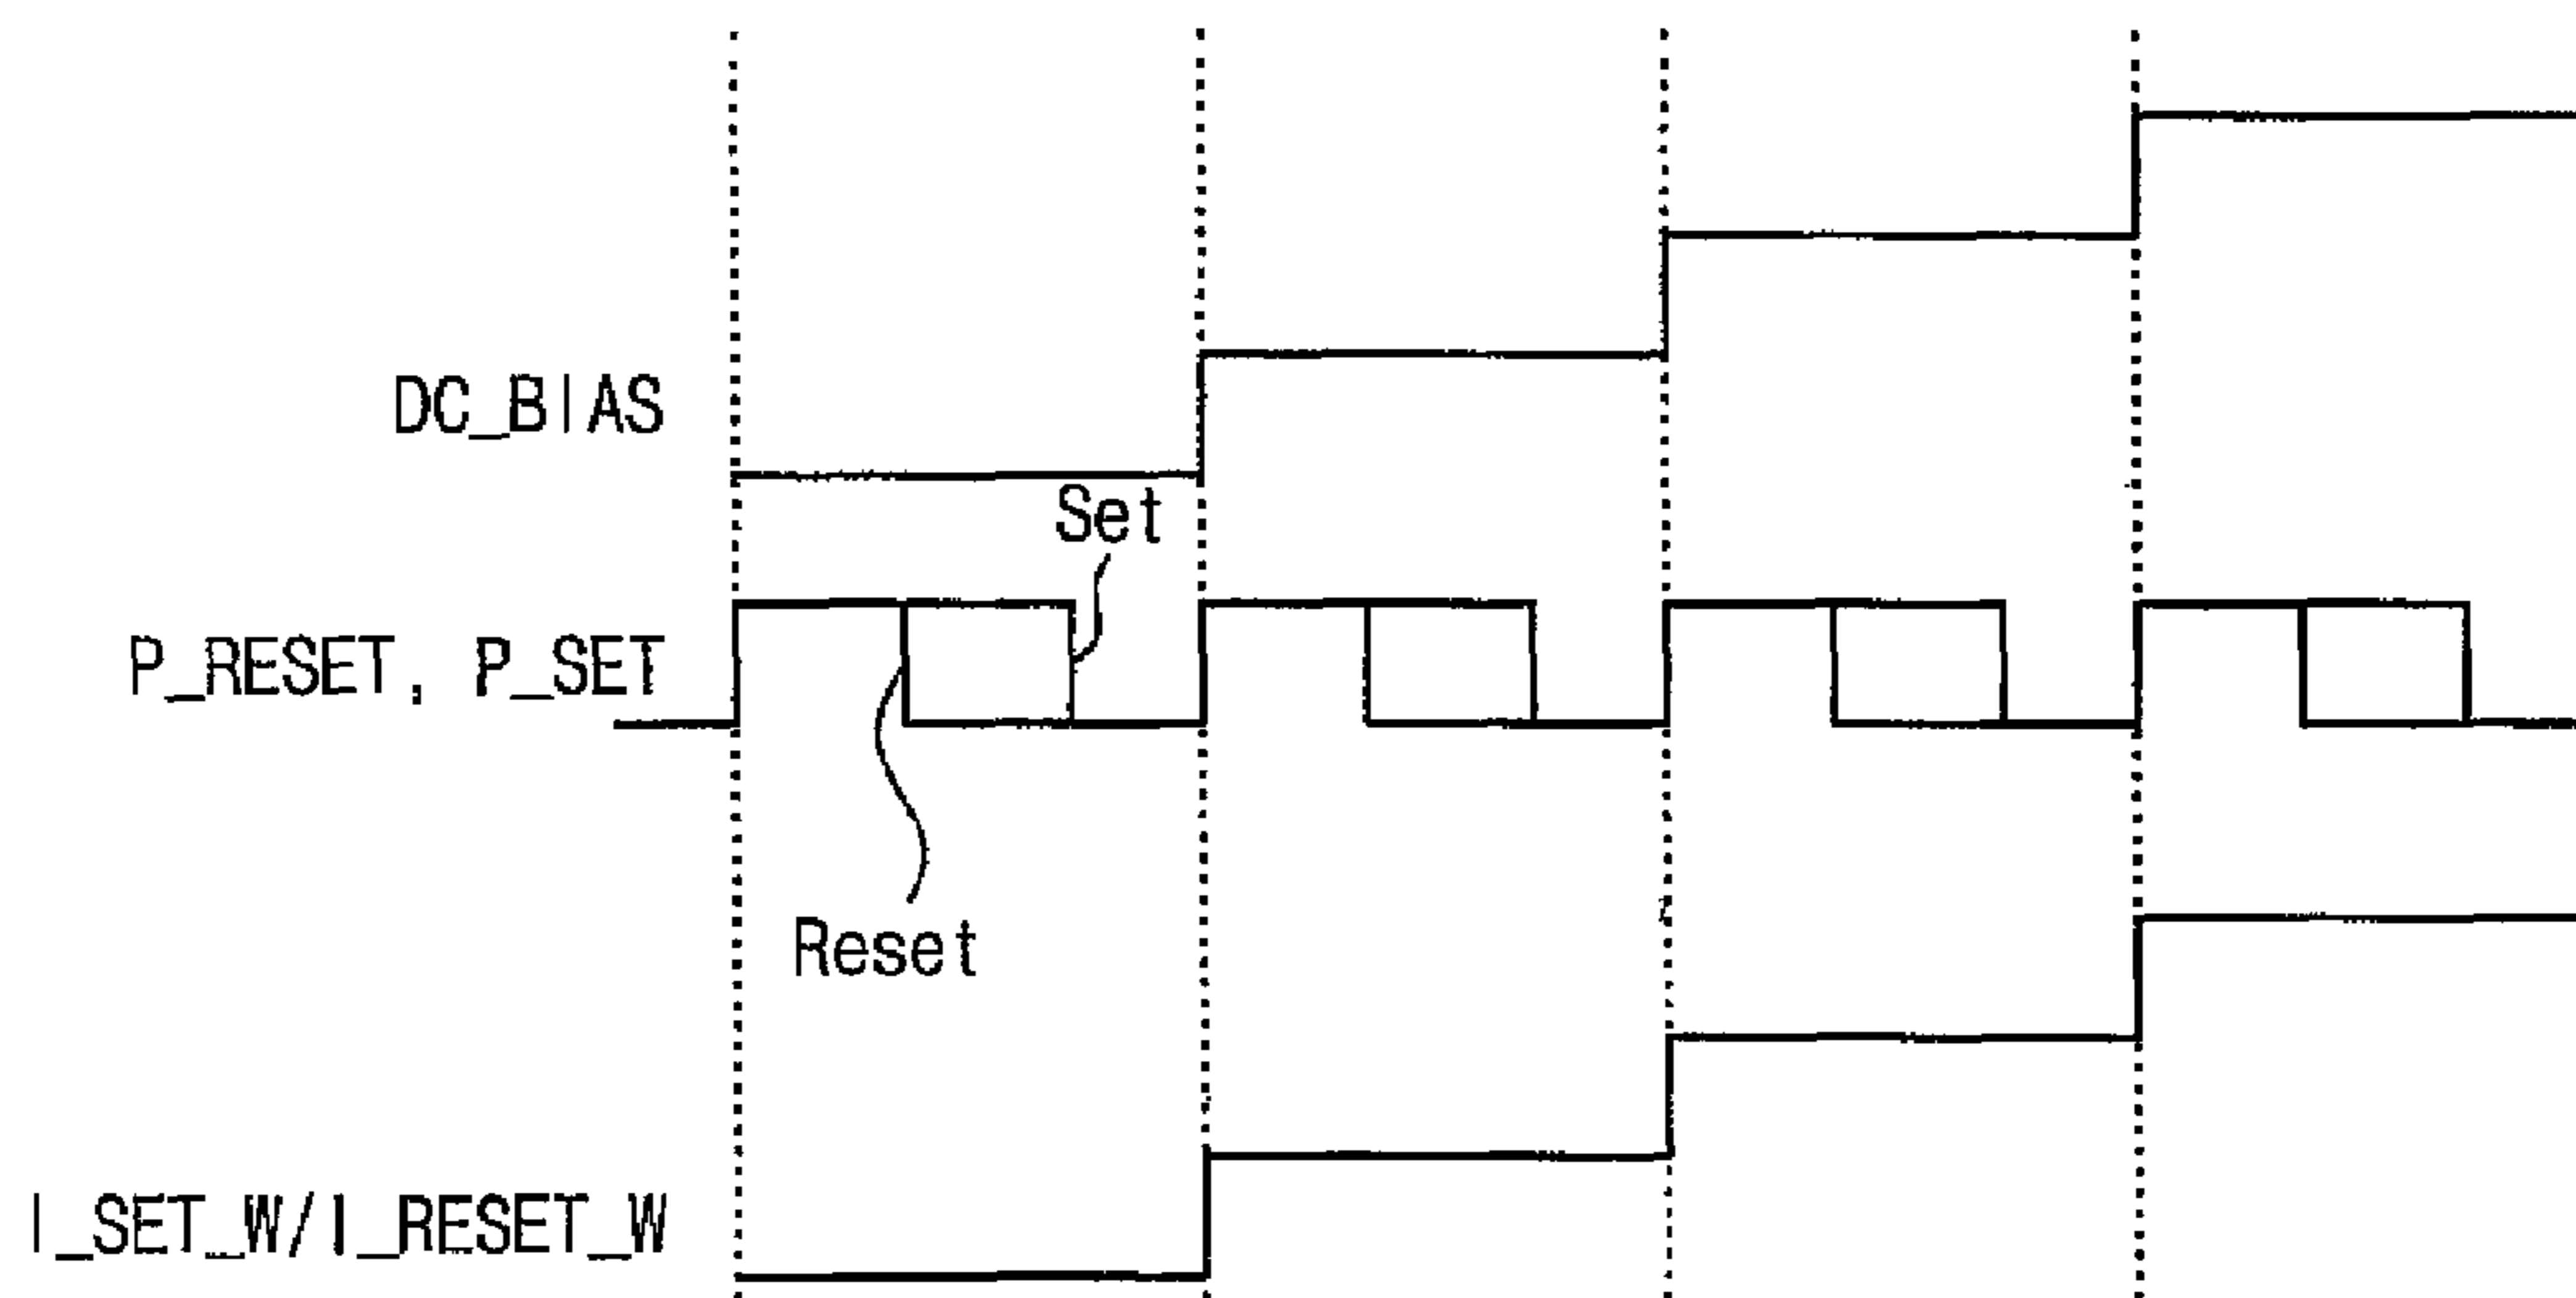 DC_BIAS
Set
P_RESET, P_SET
Reset
I_SET_W/I_RESET_W